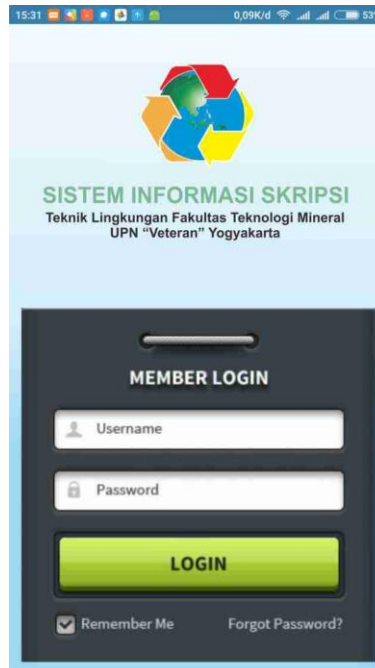 15:31 0,09K/d 53%
SISTEM INFORMASI SKRIPSI
Teknik Lingkungan Fakultas Teknologi Mineral
UPN “Veteran” Yogyakarta
MEMBER LOGIN
Username
Password
LOGIN
Remember Me Forgot Password?